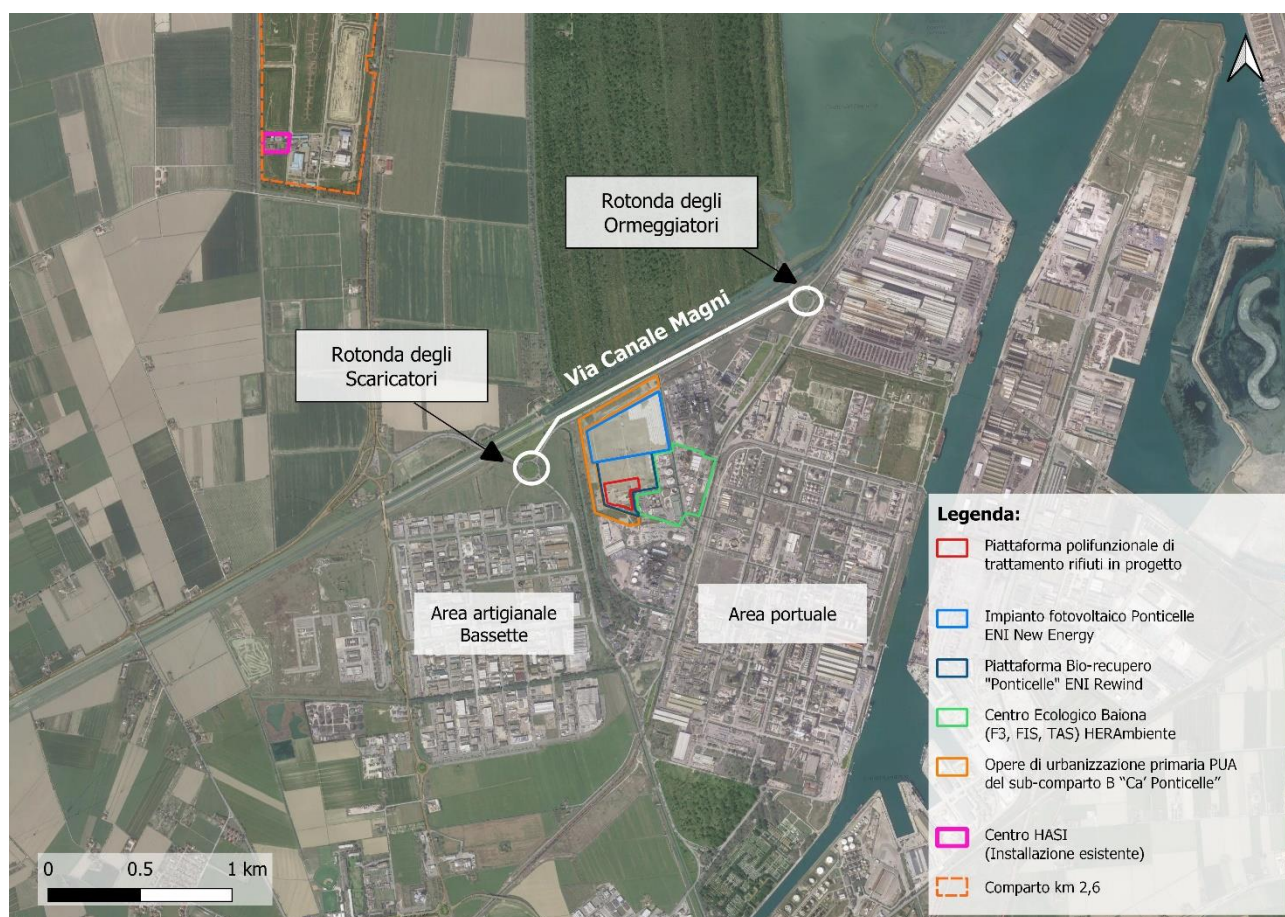 Rotonda degli
Ormeggiatori
Via Canale Magni
Rotonda degli
Scaricatori
Area artigianale
Bassette
Area portuale
Legenda:
Piattaforma polifunzionale di
trattamento rifiuti in progetto
Impianto fotovoltaico Ponticelle
ENI New Energy
Piattaforma Bio-recupero
"Ponticelle" ENI Rewind
Centro Ecologico Baiona
(F3, FIS, TAS) HERAmbiente
Opere di urbanizzazione primaria PUA
del sub-comparto B “Ca’ Ponticelle”
Centro HASI
(Installazione esistente)
Comparto km 2,6
0 0.5 1 km